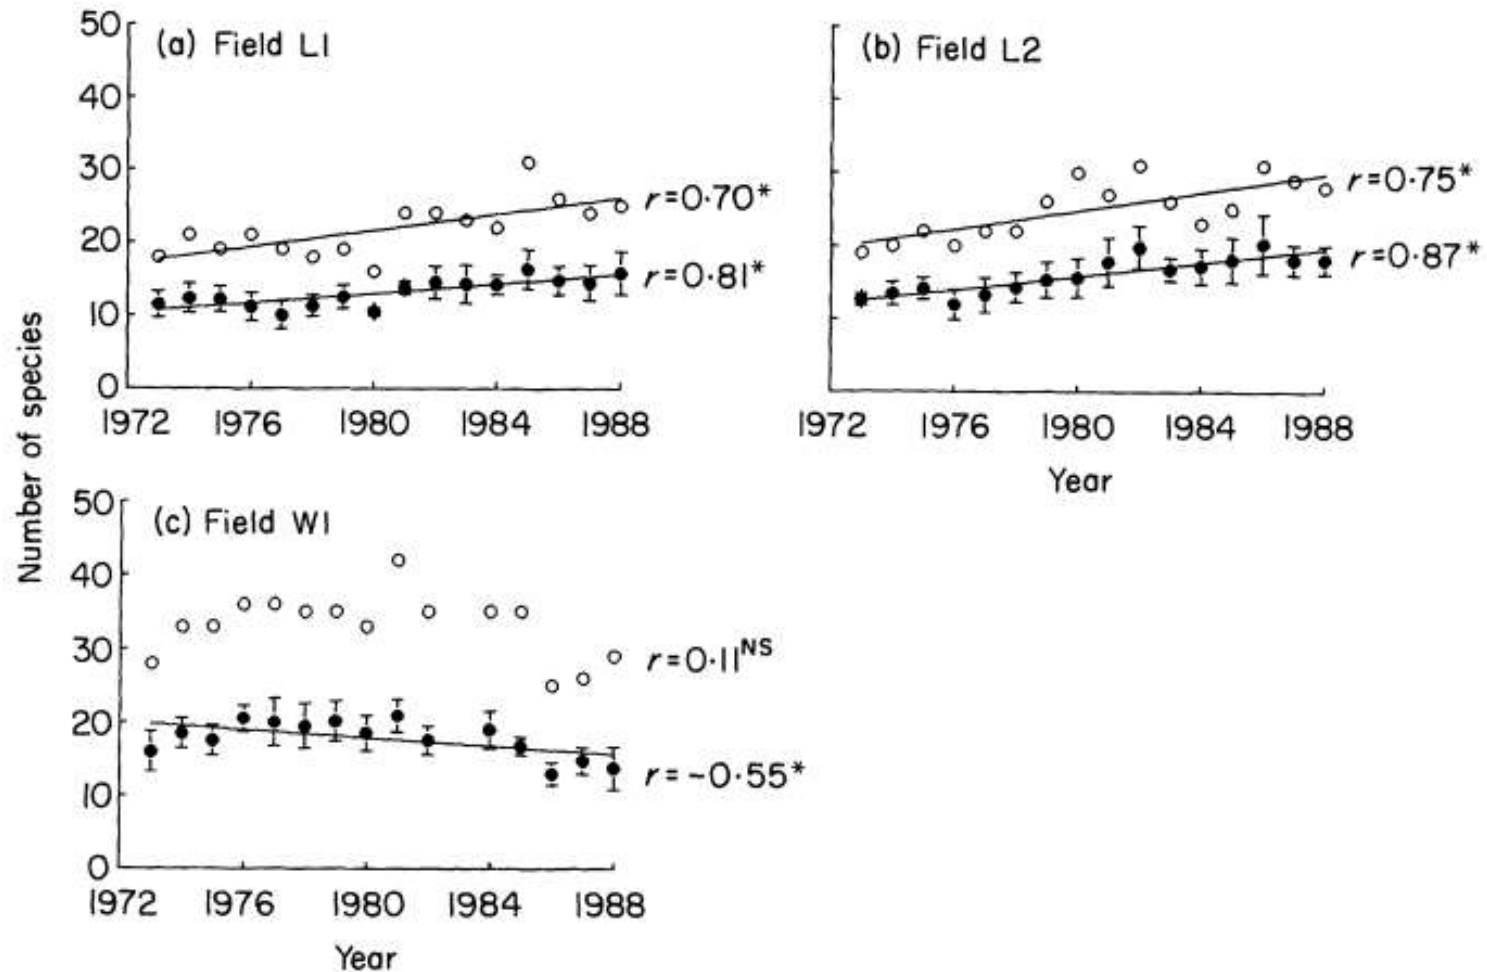 50
40
30
20
10
0
(a) Field L1
r=0·70*
r=0·81*
1972 1976 1980 1984 1988
(b) Field L2
r=0·75*
r=0·87*
1972 1976 1980 1984 1988
Year
Number of species
50
40
30
20
10
0
(c) Field W1
r=0·11NS
r=-0·55*
1972 1976 1980 1984 1988
Year